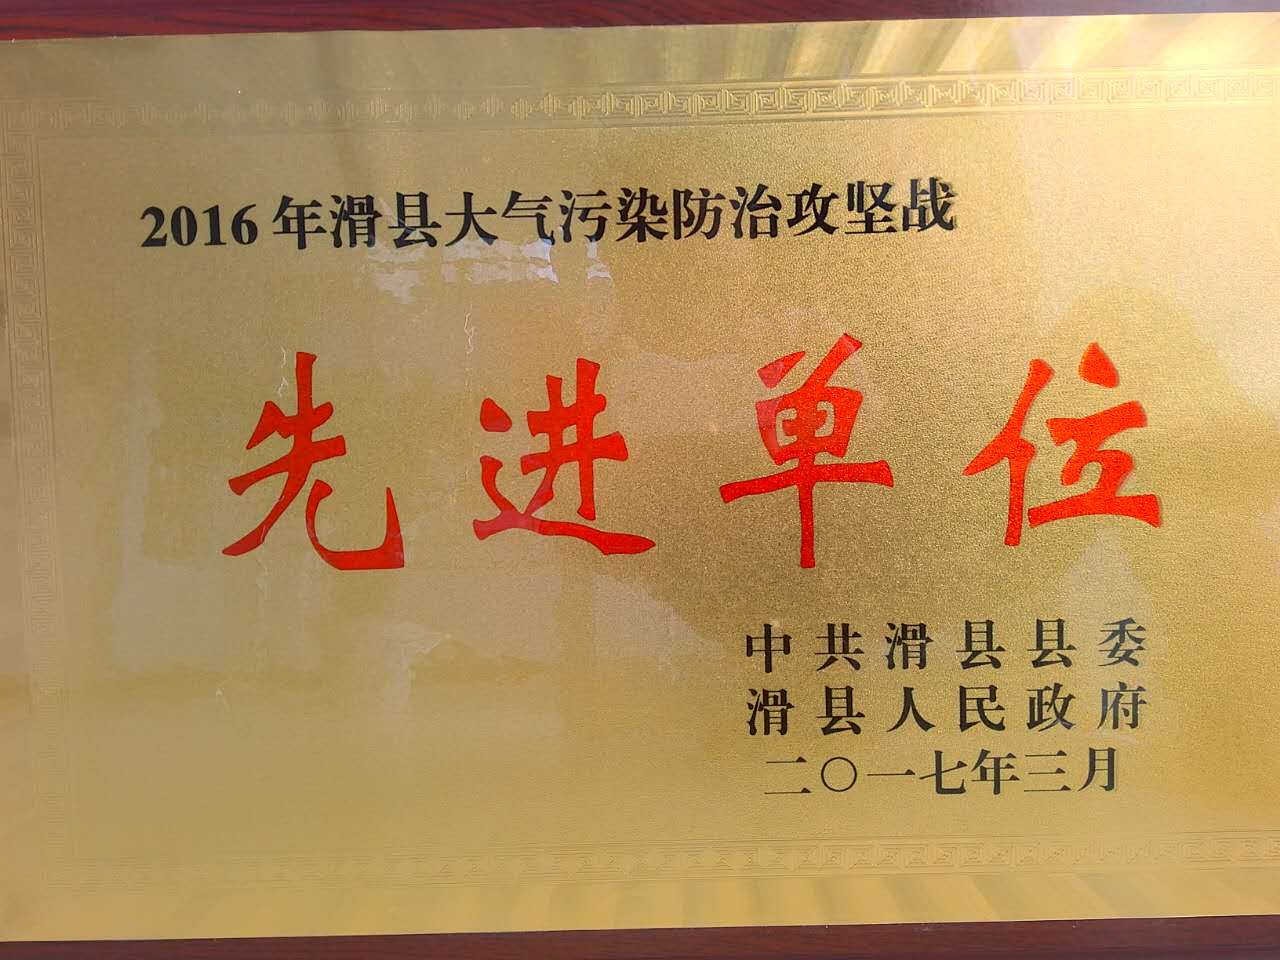 2016年滑县大气污染防治攻坚战
先进单位
中共滑县县委
滑县人民政府
二〇一七年三月